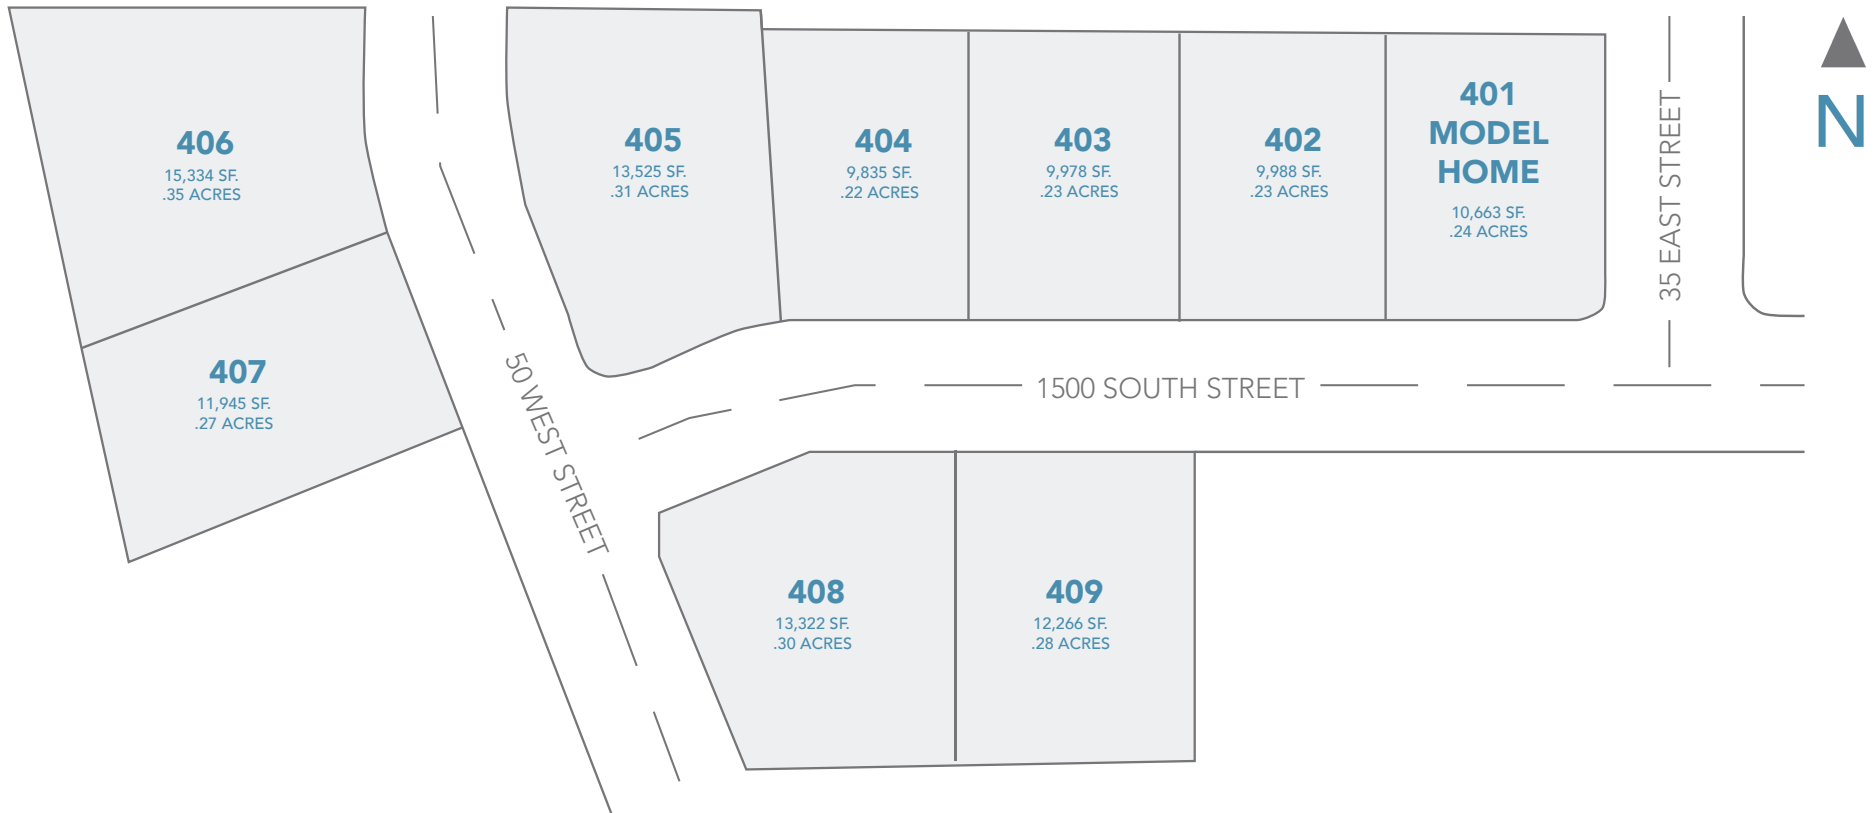 406
15,334 SF.
.35 ACRES
405
13,525 SF.
.31 ACRES
404
9,835 SF.
.22 ACRES
403
9,978 SF.
.23 ACRES
402
9,988 SF.
.23 ACRES
401
MODEL
HOME
10,663 SF.
.24 ACRES
35 EAST STREET
N
407
11,945 SF.
.27 ACRES
50 WEST STREET
1500 SOUTH STREET
408
13,322 SF.
.30 ACRES
409
12,266 SF.
.28 ACRES